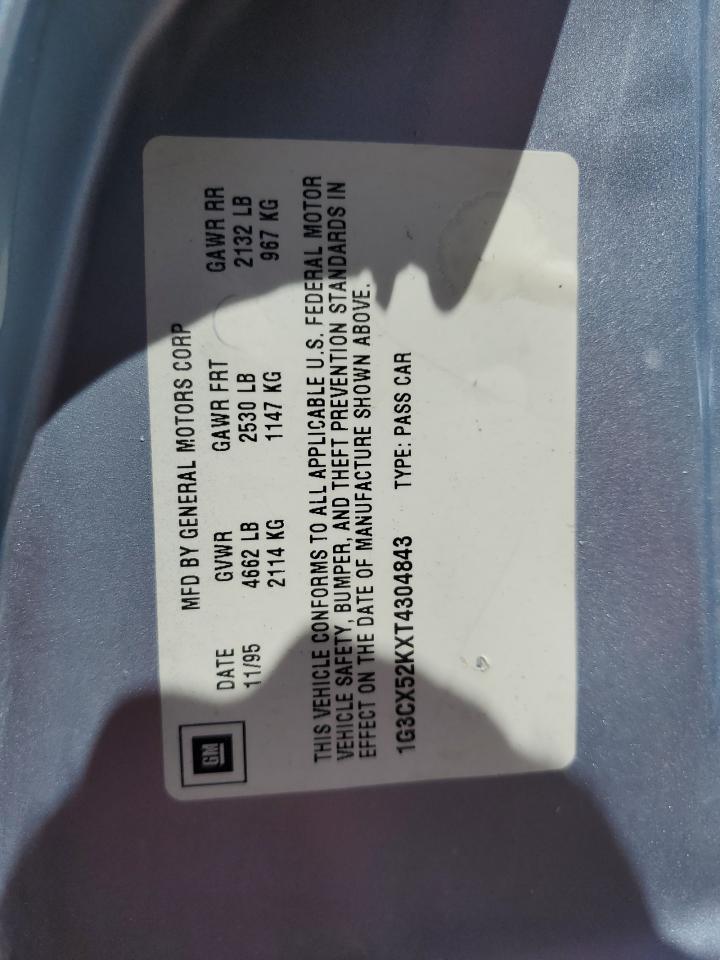 GM
MFD BY GENERAL MOTORS CORP
DATE GVWR GAWR FRT GAWR RR
11/95 4662 LB 2530 LB 2132 LB
2114 KG 1147 KG 967 KG
THIS VEHICLE CONFORMS TO ALL APPLICABLE U.S. FEDERAL MOTOR
VEHICLE SAFETY, BUMPER, AND THEFT PREVENTION STANDARDS IN
EFFECT ON THE DATE OF MANUFACTURE SHOWN ABOVE.
1G3CX52KXT4304843 TYPE: PASS CAR